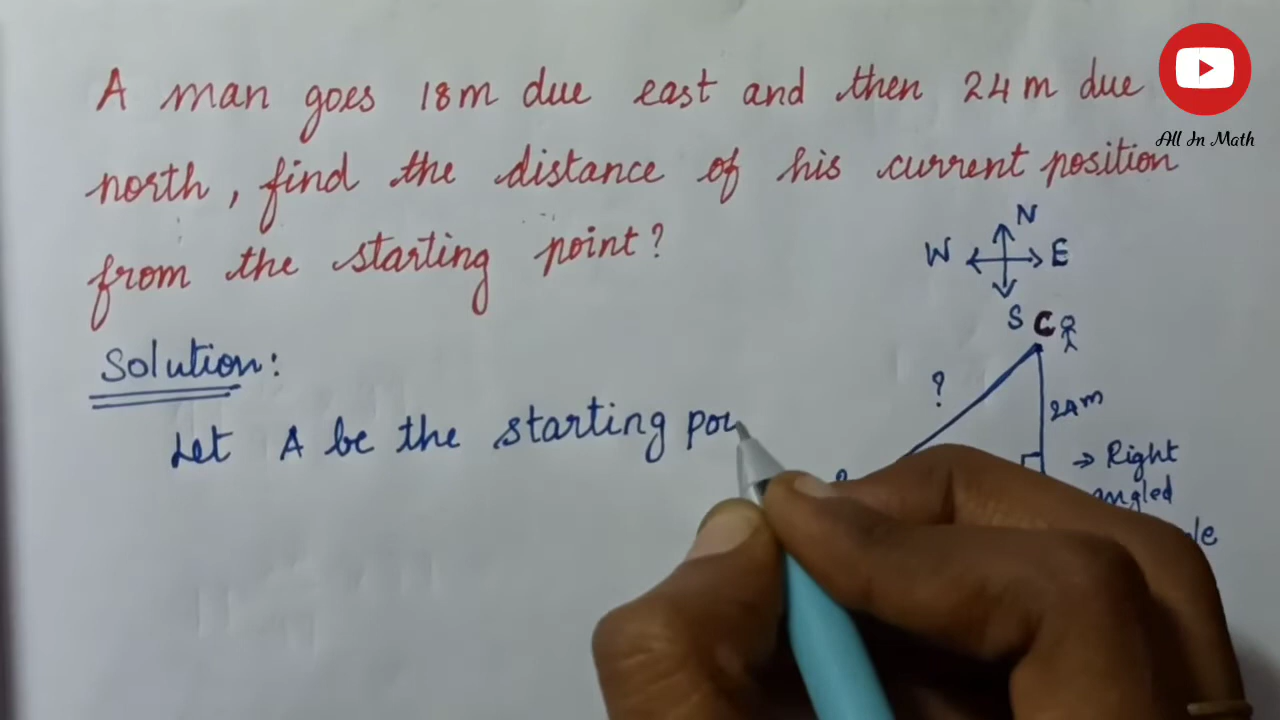 A man goes 18m due east and then 24m due
north, find the distance of his current position
from the starting point?
All In Math
N
W E
S C
Solution:
?
24m
Let A be the starting
→ Right
angled